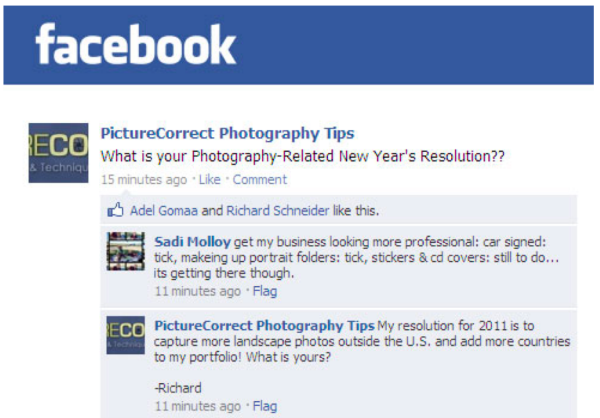 facebook
RECO
& Techniqu
PictureCorrect Photography Tips
What is your Photography-Related New Year's Resolution??
15 minutes ago · Like · Comment
Adel Gomaa and Richard Schneider like this.
Sadi Molloy get my business looking more professional: car signed:
tick, makeing up portrait folders: tick, stickers & cd covers: still to do...
its getting there though.
11 minutes ago · Flag
RECO
& Techniqu
PictureCorrect Photography Tips My resolution for 2011 is to
capture more landscape photos outside the U.S. and add more countries
to my portfolio! What is yours?
-Richard
11 minutes ago · Flag